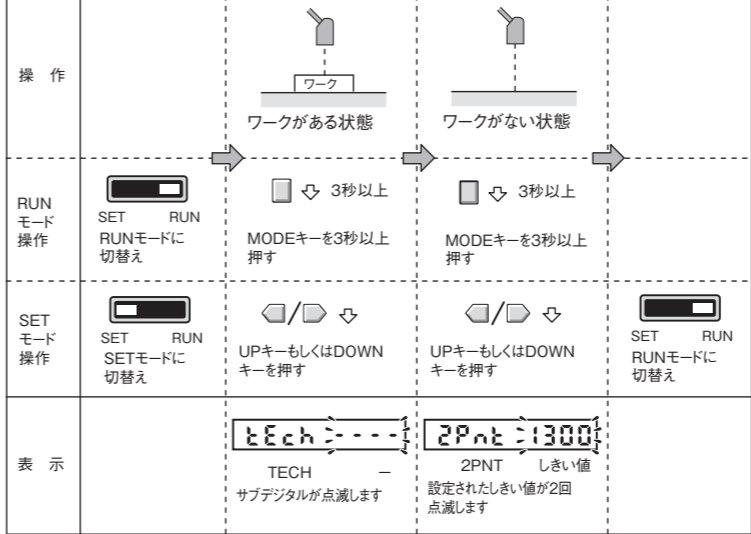 操 作
ワーク
ワークがある状態
ワークがない状態
RUN
モード
操作
SET RUN
RUNモードに
切替え
3秒以上
MODEキーを3秒以上
押す
3秒以上
MODEキーを3秒以上
押す
SET
モード
操作
SET RUN
SETモードに
切替え
/
UPキーもしくはDOWN
キーを押す
/
UPキーもしくはDOWN
キーを押す
SET RUN
RUNモードに
切替え
表 示
tEch ----
TECH −
サブデジタルが点滅します
2Pnt 1300
2PNT しきい値
設定されたしきい値が2回
点滅します